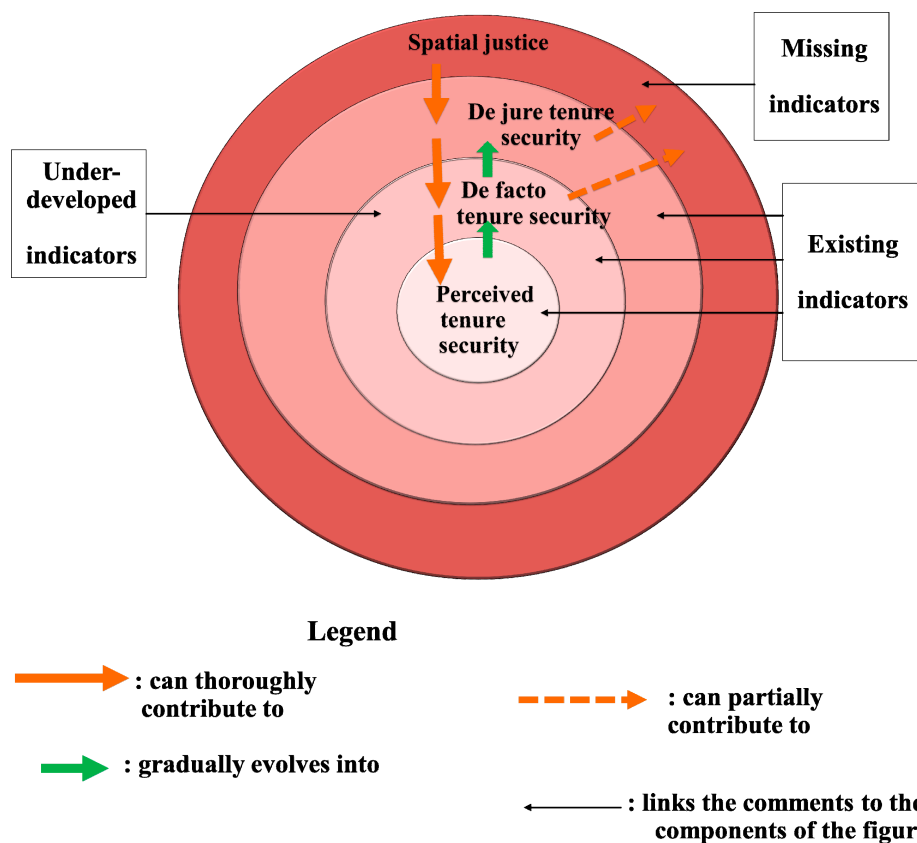 Spatial justice
Missing
indicators
De jure tenure
security
Under-
developed
indicators
De facto
tenure security
Existing
indicators
Perceived
tenure
security
Legend
: can thoroughly
contribute to
: can partially
contribute to
: gradually evolves into
: links the comments to the
components of the figur